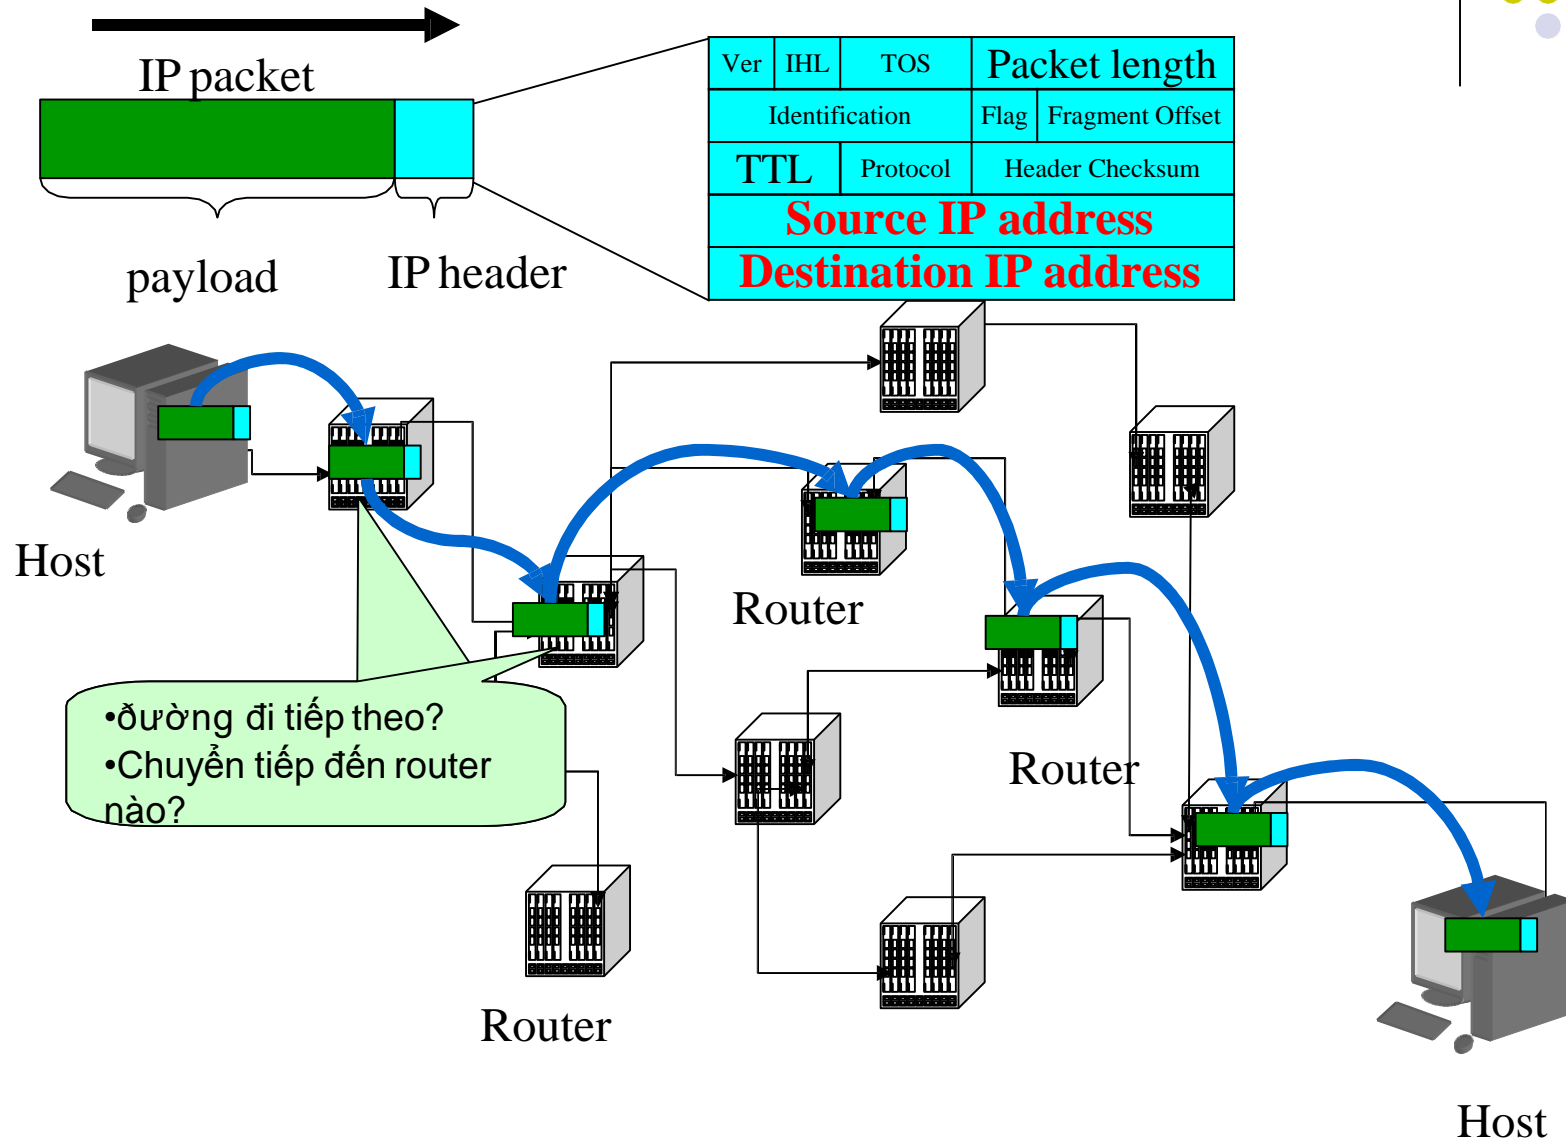 IP packet
payload
IP header
Ver IHL TOS Packet length
Identification Flag Fragment Offset
TTL Protocol Header Checksum
Source IP address
Destination IP address
Host
Router
•ðường đi tiếp theo?
•Chuyển tiếp đến router
nào?
Router
Router
Host